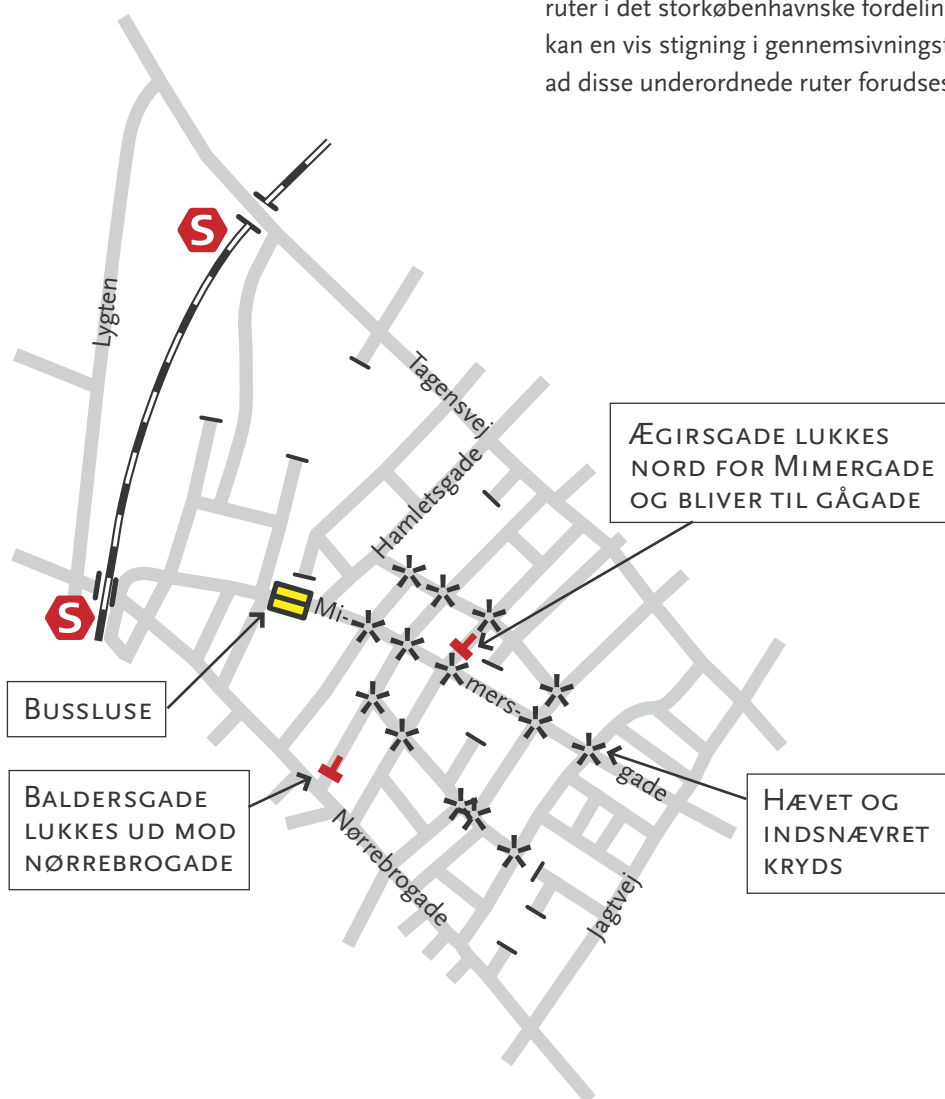 ruter i det storkøbenhavnske fordelin
kan en vis stigning i gennemsivningsf
ad disse underordnede ruter forudses
S
Lygten
Tagensvej
Hamletsgade
ÆGIRSGADE LUKKES
NORD FOR MIMERGADE
OG BLIVER TIL GÅGADE
S
Mi-
mers-
gade
BUSSLUSE
BALDERSGADE
LUKKES UD MOD
NØRREBROGADE
Nørrebrogade
HÆVET OG
INDSNÆVRET
KRYDS
Jagtvej